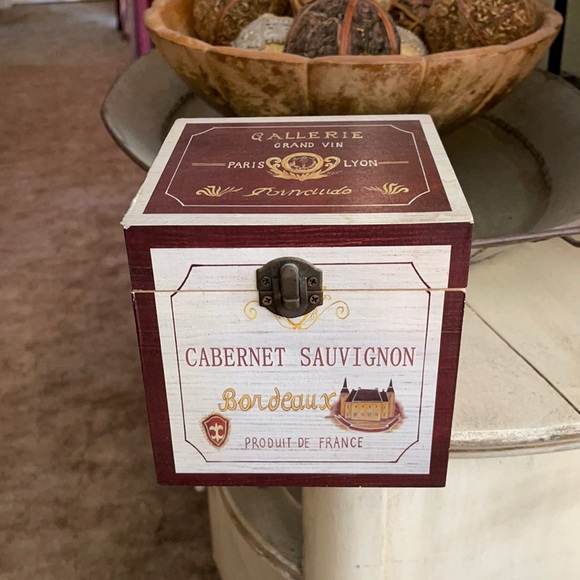 GALLERIE
GRAND VIN
PARIS LYON
CABERNET SAUVIGNON
Bordeaux
PRODUIT DE FRANCE